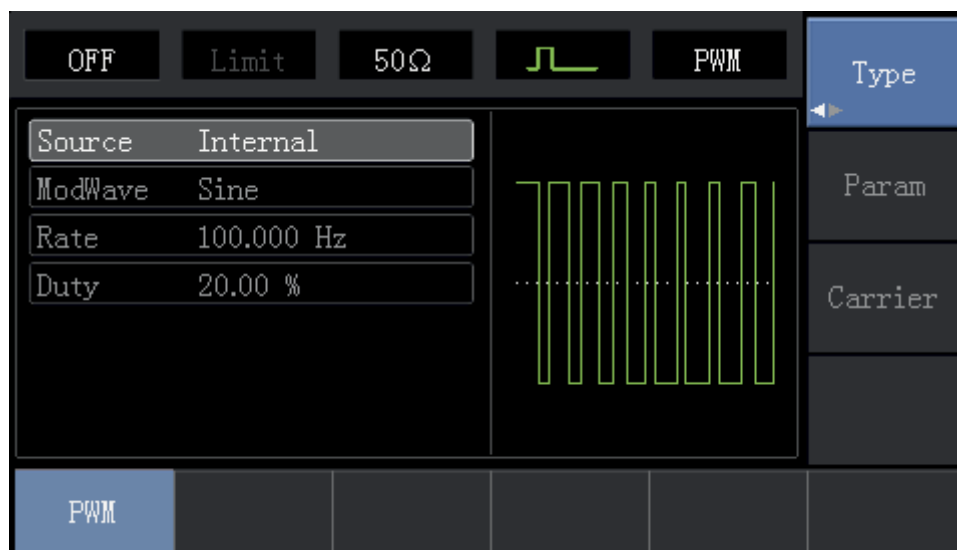 OFF Limit 50Ω PWM Type
Source Internal
ModWave Sine Param
Rate 100.000 Hz
Duty 20.00 % Carrier
PWM